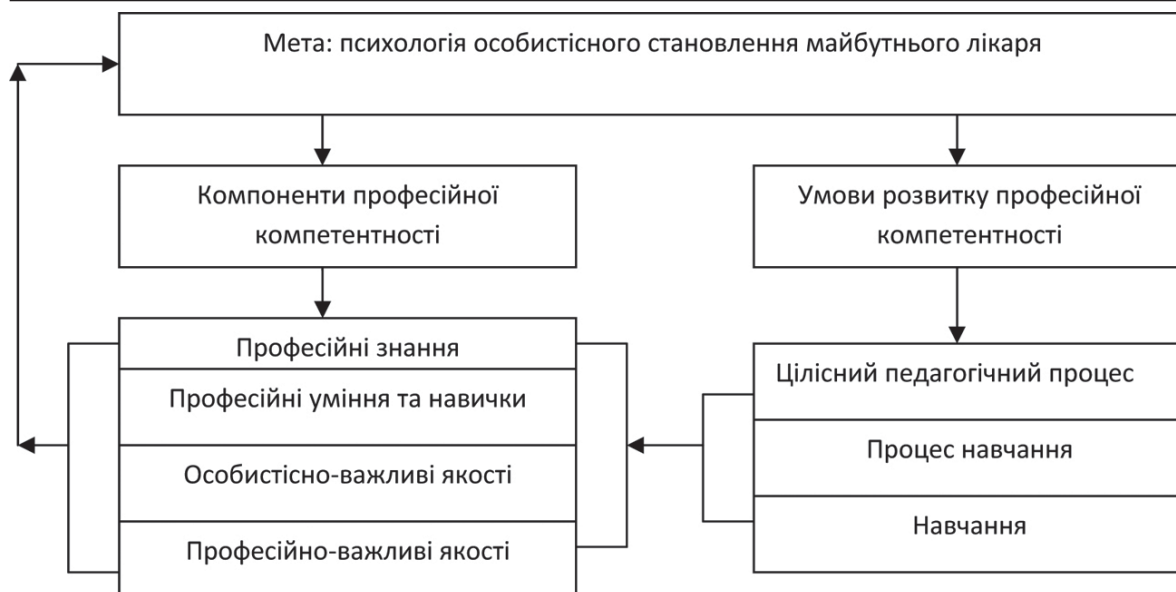 Мета: психологія особистісного становлення майбутнього лікаря
Компоненти професійної
компетентності
Умови розвитку професійної
компетентності
Професійні знання
Професійні уміння та навички
Особистісно-важливі якості
Професійно-важливі якості
Цілісний педагогічний процес
Процес навчання
Навчання